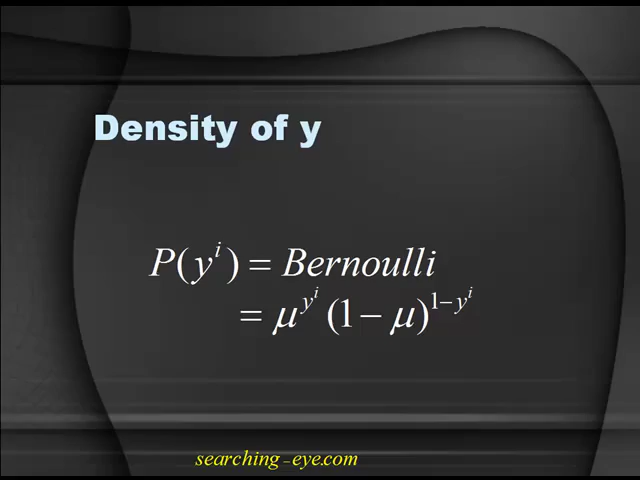 Density of y
P(y^i) = Bernoulli
= μ^{y^i} (1 − μ)^{1−y^i}
searching-eye.com